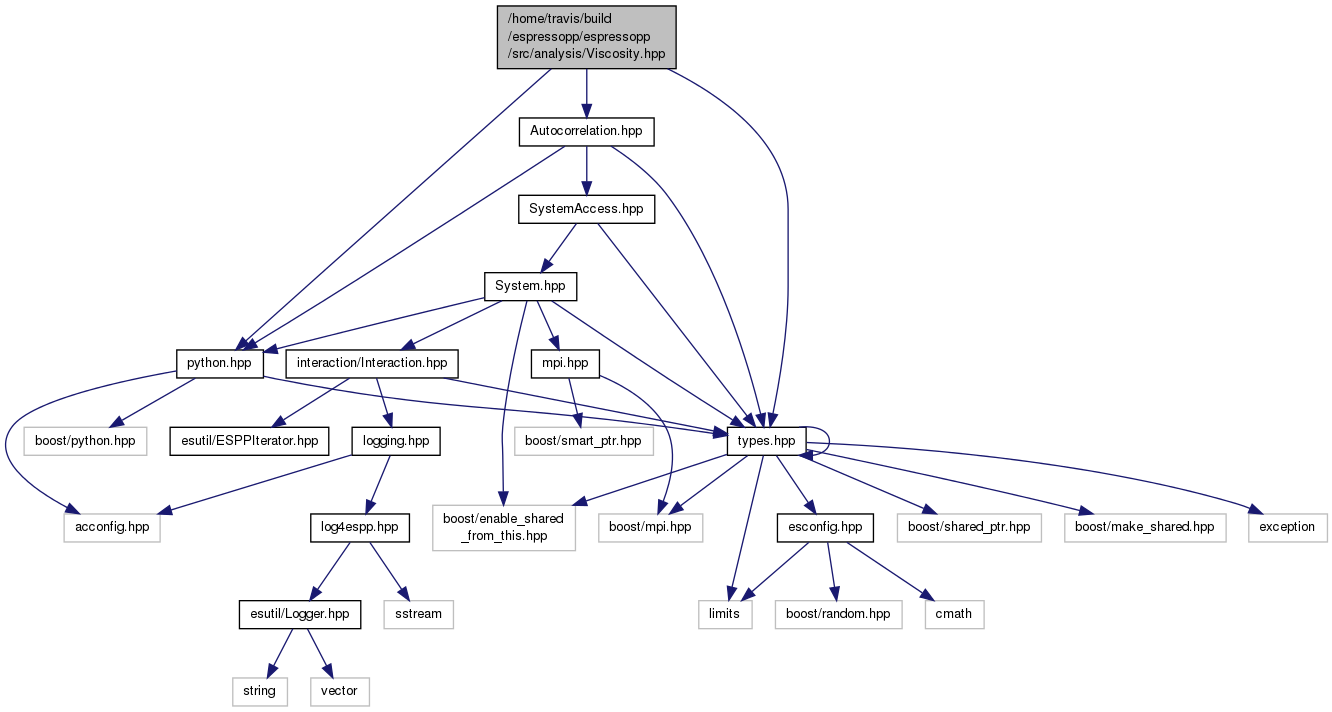 /home/travis/build
/espressopp/espressopp
/src/analysis/Viscosity.hpp
Autocorrelation.hpp
SystemAccess.hpp
System.hpp
python.hpp
interaction/Interaction.hpp
mpi.hpp
boost/python.hpp
esutil/ESPPIterator.hpp
logging.hpp
boost/smart_ptr.hpp
types.hpp
acconfig.hpp
log4espp.hpp
boost/enable_shared
_from_this.hpp
boost/mpi.hpp
esconfig.hpp
boost/shared_ptr.hpp
boost/make_shared.hpp
exception
esutil/Logger.hpp
sstream
limits
boost/random.hpp
cmath
string
vector